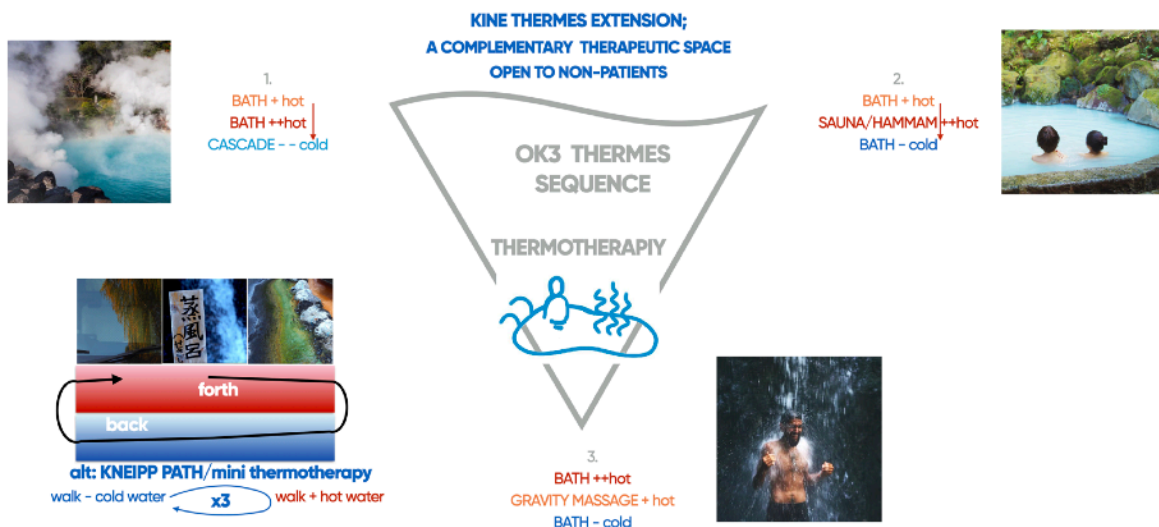 KINE THERMES EXTENSION;
A COMPLEMENTARY THERAPEUTIC SPACE
OPEN TO NON-PATIENTS
1.
BATH + hot
BATH ++hot
CASCADE - - cold
2.
BATH + hot
SAUNA/HAMMAM ++hot
BATH - cold
OK3 THERMES
SEQUENCE
THERMOTHERAPIY
蒸風呂
forth
back
alt: KNEIPP PATH/mini thermotherapy
walk - cold water
x3
walk + hot water
3.
BATH ++hot
GRAVITY MASSAGE + hot
BATH - cold